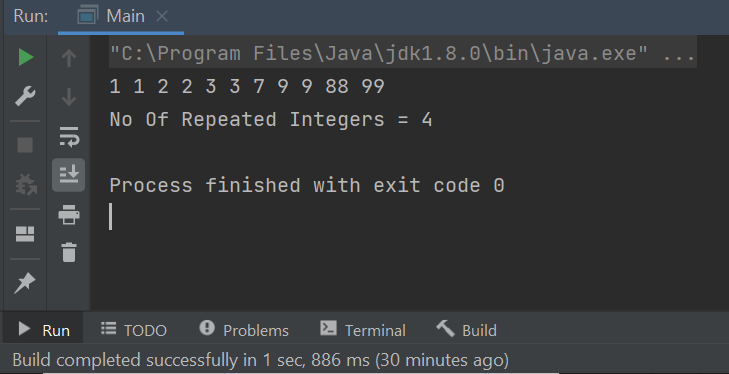 Run: Main
"C:\Program Files\Java\jdk1.8.0\bin\java.exe" ...
1 1 2 2 3 3 7 9 9 88 99
No Of Repeated Integers = 4
Process finished with exit code 0
Run TODO Problems Terminal Build
Build completed successfully in 1 sec, 886 ms (30 minutes ago)